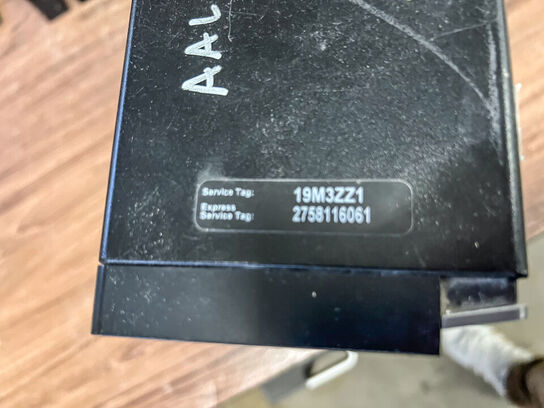 AAL
Service Tag: 19M3ZZ1
Express
Service Tag: 2758116061